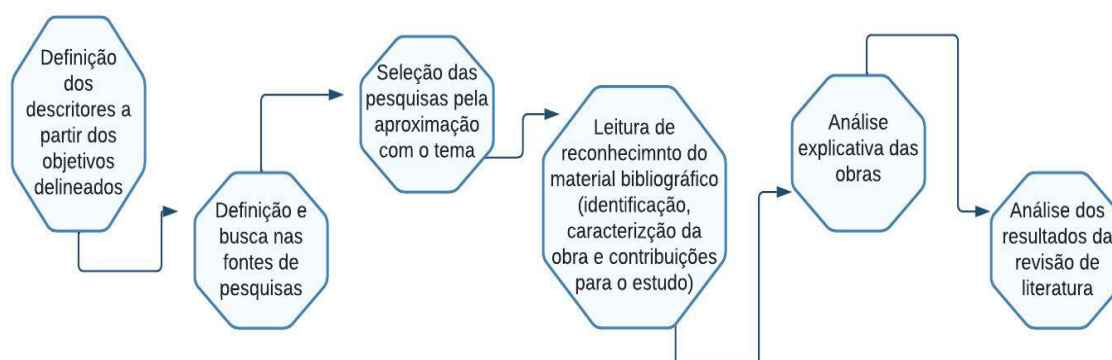 Definição
dos
descritores a
partir dos
objetivos
delineados
Definição e
busca nas
fontes de
pesquisas
Seleção das
pesquisas pela
aproximação
com o tema
Leitura de
reconhecimnto do
material bibliográfico
(identificação,
caracterizção da
obra e contribuições
para o estudo)
Análise
explicativa das
obras
Análise dos
resultados da
revisão de
literatura